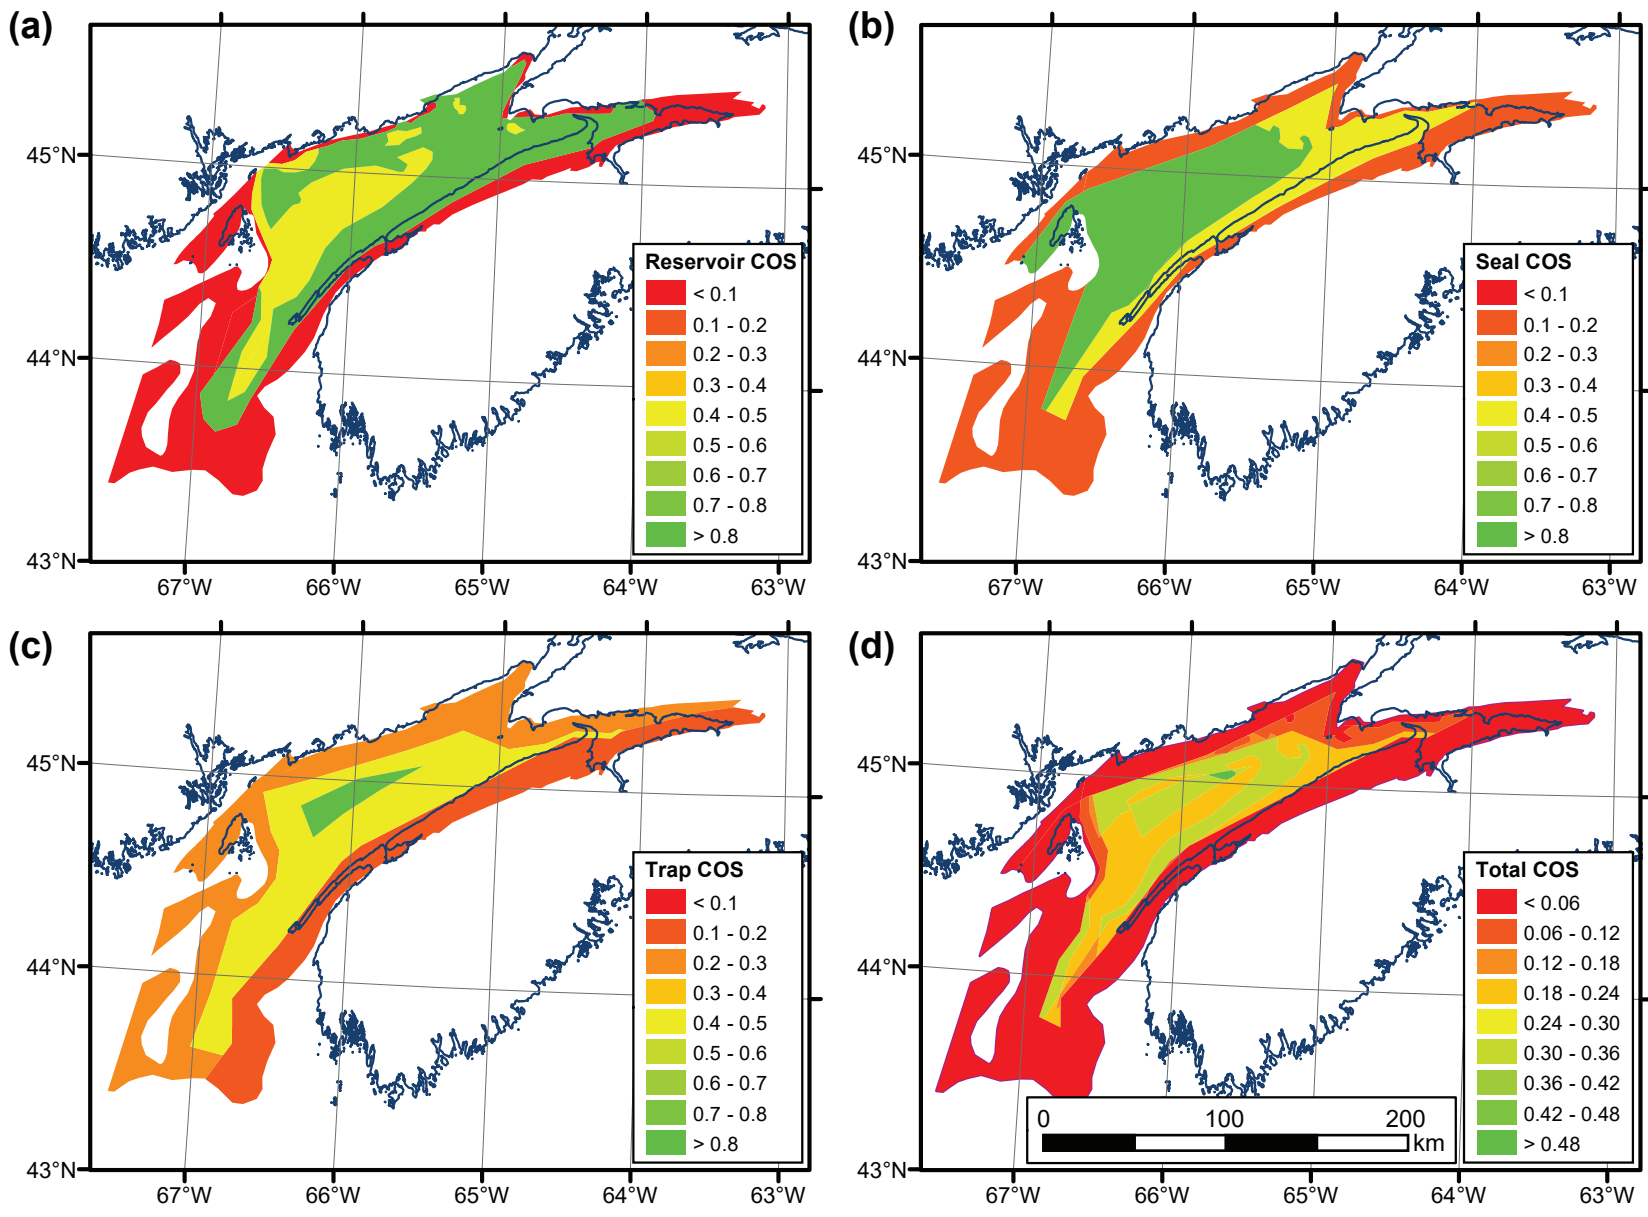 (a)
45°N
44°N
43°N
67°W 66°W 65°W 64°W 63°W
Reservoir COS
< 0.1
0.1 - 0.2
0.2 - 0.3
0.3 - 0.4
0.4 - 0.5
0.5 - 0.6
0.6 - 0.7
0.7 - 0.8
> 0.8
(b)
45°N
44°N
43°N
67°W 66°W 65°W 64°W 63°W
Seal COS
< 0.1
0.1 - 0.2
0.2 - 0.3
0.3 - 0.4
0.4 - 0.5
0.5 - 0.6
0.6 - 0.7
0.7 - 0.8
> 0.8
(c)
45°N
44°N
43°N
67°W 66°W 65°W 64°W 63°W
Trap COS
< 0.1
0.1 - 0.2
0.2 - 0.3
0.3 - 0.4
0.4 - 0.5
0.5 - 0.6
0.6 - 0.7
0.7 - 0.8
> 0.8
(d)
45°N
44°N
43°N
67°W 66°W 65°W 64°W 63°W
Total COS
< 0.06
0.06 - 0.12
0.12 - 0.18
0.18 - 0.24
0.24 - 0.30
0.30 - 0.36
0.36 - 0.42
0.42 - 0.48
> 0.48
0 100 200
km